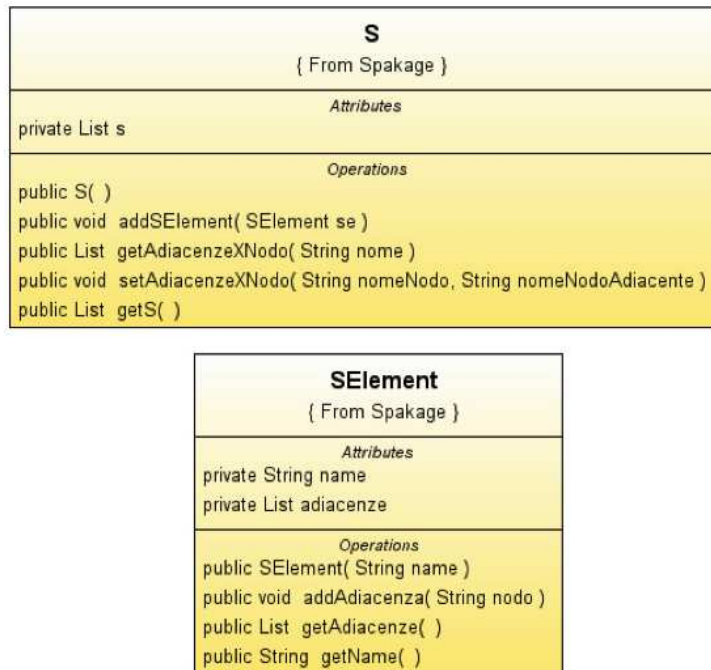 S
{ From Spakage }
Attributes
private List s
Operations
public S( )
public void addSElement( SElement se )
public List getAdiacenzeXNodo( String nome )
public void setAdiacenzeXNodo( String nomeNodo, String nomeNodoAdiacente )
public List getS( )
SElement
{ From Spakage }
Attributes
private String name
private List adiacenze
Operations
public SElement( String name )
public void addAdiacenza( String nodo )
public List getAdiacenze( )
public String getName( )